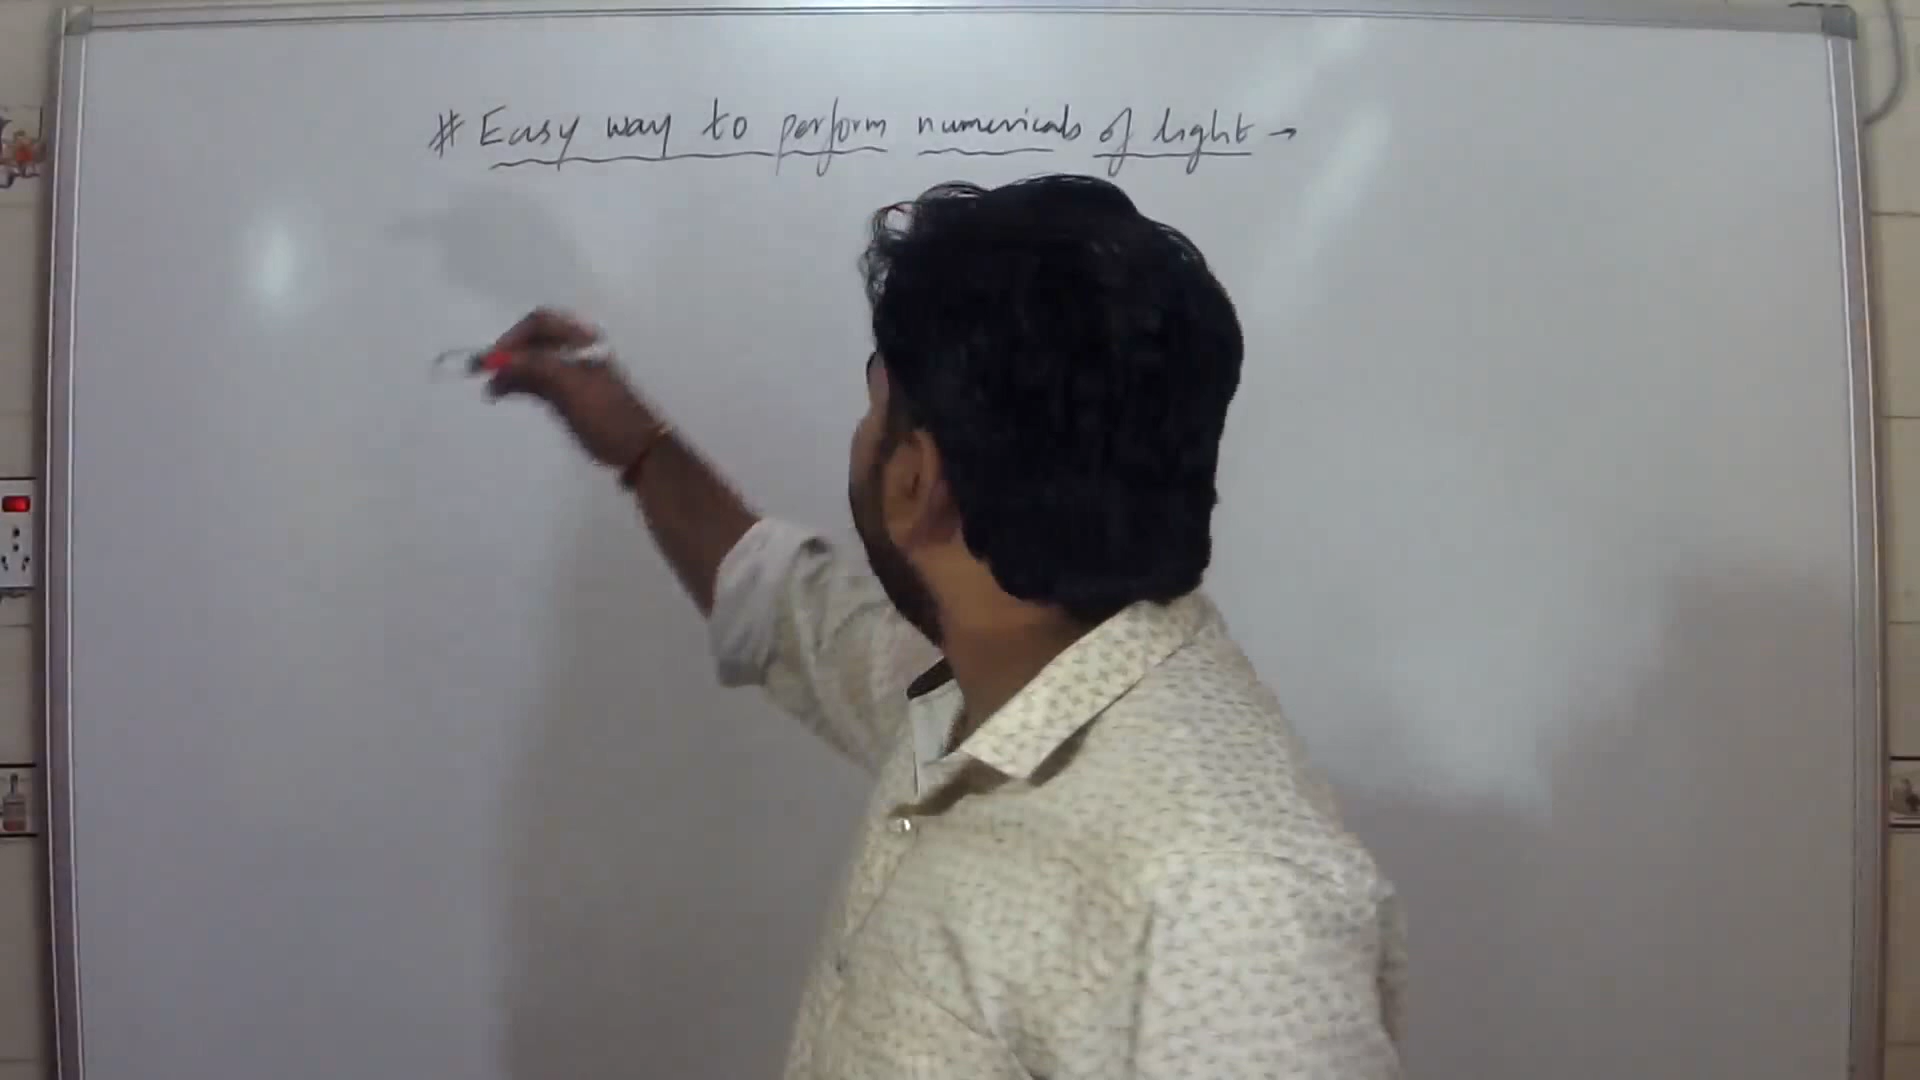 # Easy way to perform numericals of light →